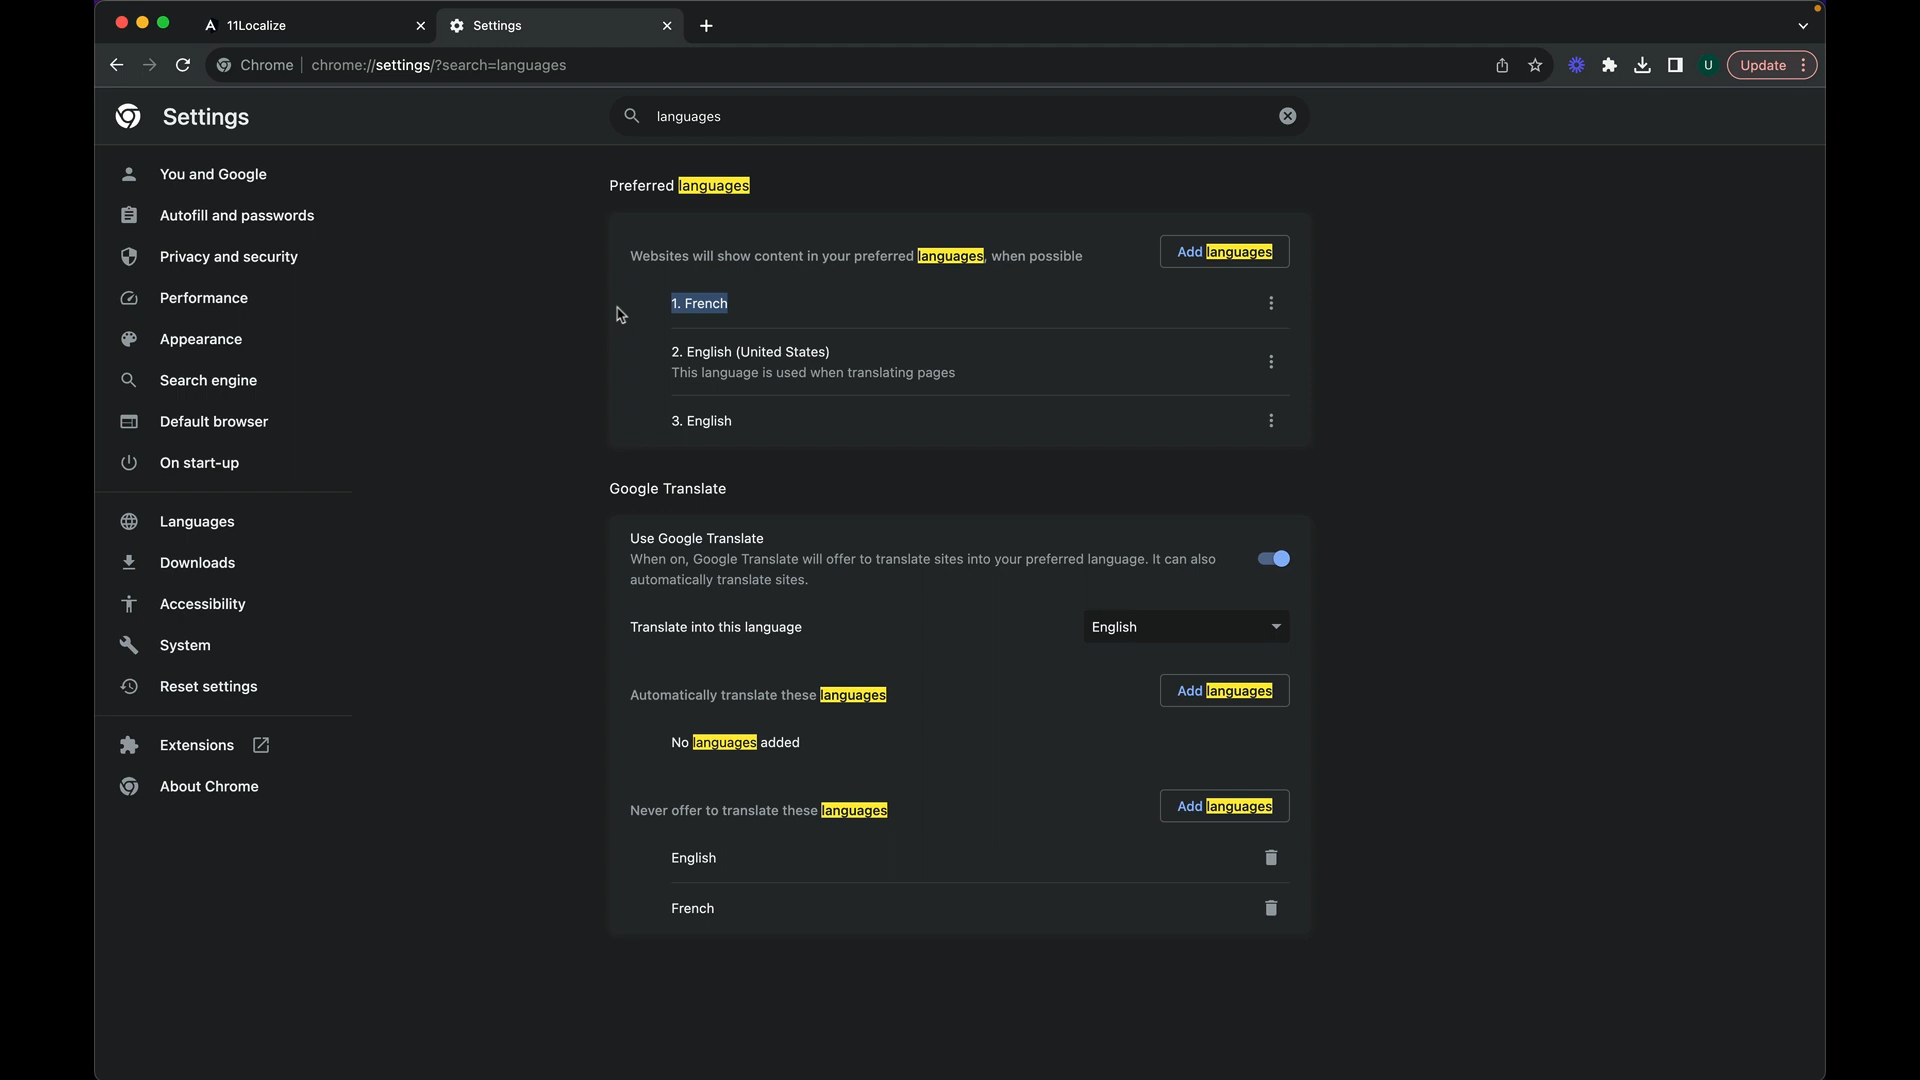 11Localize
Settings
Chrome
chrome://settings/?search=languages
U
Update
Settings
languages
You and Google
Autofill and passwords
Privacy and security
Performance
Appearance
Search engine
Default browser
On start-up
Languages
Downloads
Accessibility
System
Reset settings
Extensions
About Chrome
Preferred languages
Websites will show content in your preferred languages, when possible
Add languages
1. French
2. English (United States)
This language is used when translating pages
3. English
Google Translate
Use Google Translate
When on, Google Translate will offer to translate sites into your preferred language. It can also
automatically translate sites.
Translate into this language
English
Automatically translate these languages
Add languages
No languages added
Never offer to translate these languages
Add languages
English
French